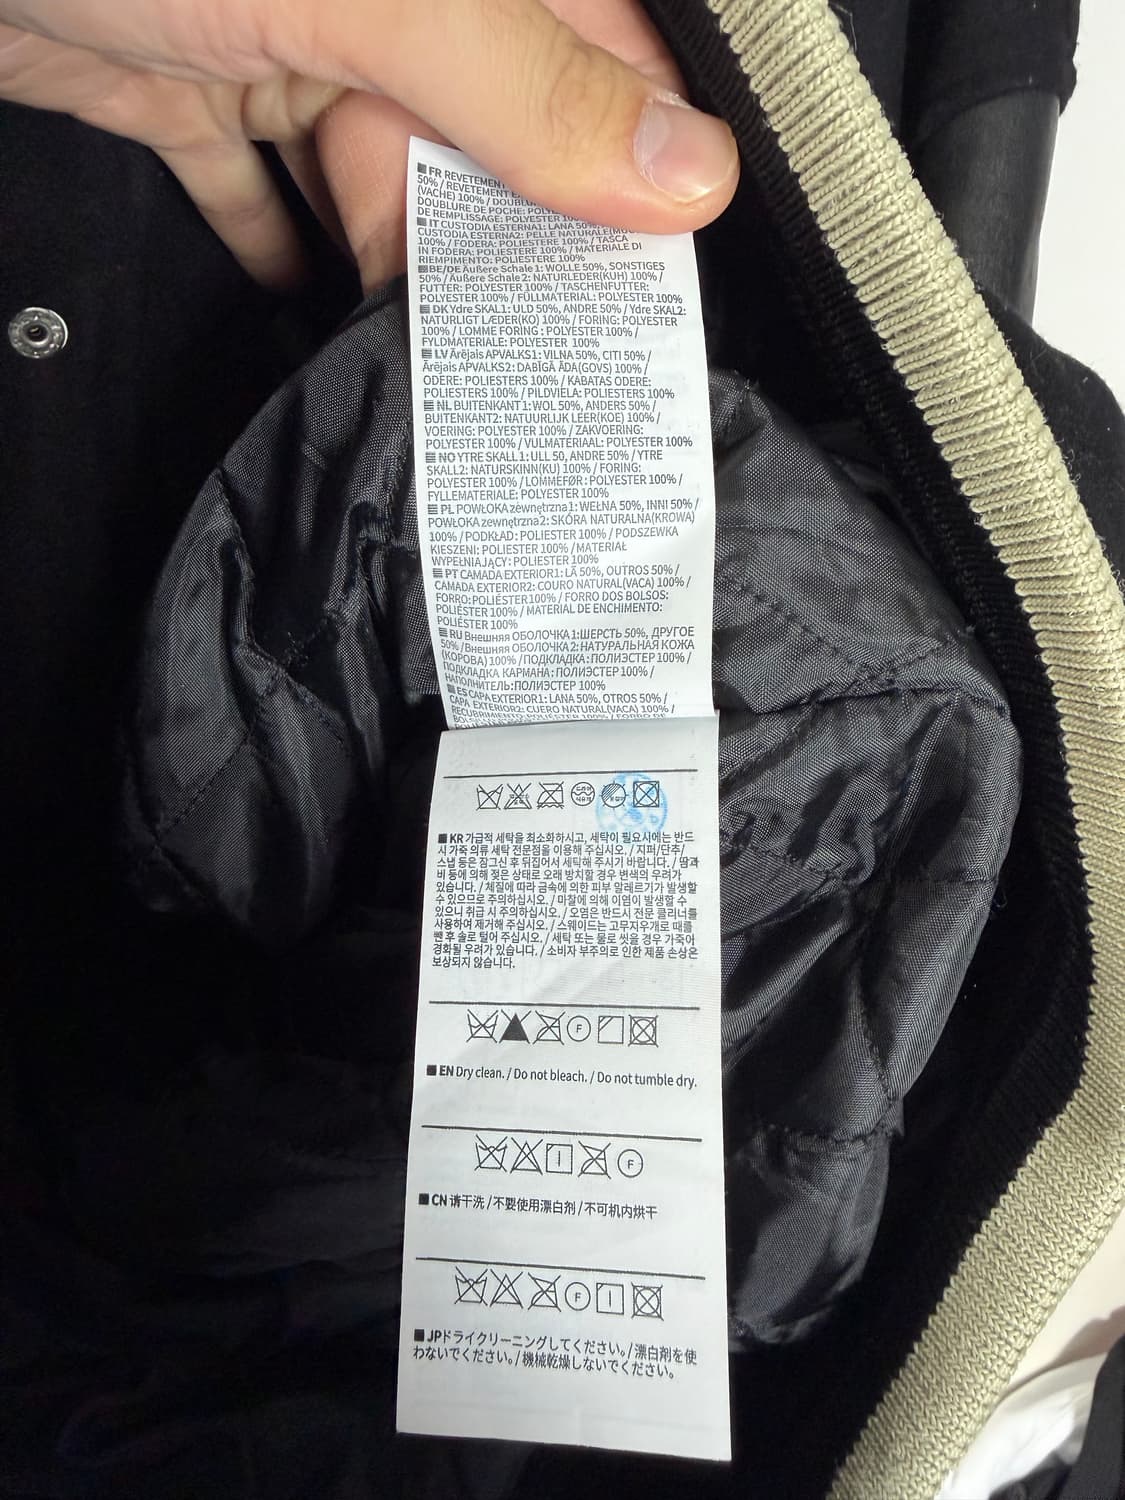 FR REVETEMENT
50% / REVETEMENT
(VACHE) 100% /
DOUBLURE DE POCHE:
DE REMPLISSAGE: POLYESTER 100%
IT CUSTODIA ESTERNA1: LANA 50%
CUSTODIA ESTERNA2: PELLE NATURALE
100% / FODERA: POLIESTERE 100% / TASCA
IN FODERA: POLIESTERE 100% / MATERIALE DI
RIEMPIMENTO: POLIESTERE 100%
BE/DE Äußere Schale 1: WOLLE 50%, SONSTIGES
50% / Äußere Schale 2: NATURLEDER(KUH) 100% /
FUTTER: POLYESTER 100% / TASCHENFUTTER:
POLYESTER 100% / FÜLLMATERIAL: POLYESTER 100%
DK Ydre SKAL1: ULD 50%, ANDRE 50% / Ydre SKAL2:
NATURLIGT LÆDER(KO) 100% / FORING: POLYESTER
100% / LOMME FORING : POLYESTER 100% /
FYLDMATERIALE: POLYESTER 100%
LV Ārējais APVALKS1: VILNA 50%, CITI 50% /
Ārējais APVALKS2: DABĪGĀ ĀDA(GOVS) 100% /
ODERE: POLIESTERS 100% / KABATAS ODERE:
POLIESTERS 100% / PILDVIELA: POLIESTERS 100%
NL BUITENKANT1: WOL 50%, ANDERS 50% /
BUITENKANT2: NATUURLIJK LEER(KOE) 100% /
VOERING: POLYESTER 100% / ZAKVOERING:
POLYESTER 100% / VULMATERIAAL: POLYESTER 100%
NO YTRE SKALL1: ULL 50, ANDRE 50% / YTRE
SKALL2: NATURSKINN(KU) 100% / FORING:
POLYESTER 100% / LOMMEFØR : POLYESTER 100% /
FYLLEMATERIALE: POLYESTER 100%
PL POWŁOKA zewnętrzna1: WEŁNA 50%, INNI 50% /
POWŁOKA zewnętrzna2: SKÓRA NATURALNA(KROWA)
100% / PODKŁAD: POLIESTER 100% / PODSZEWKA
KIESZENI: POLIESTER 100% / MATERIAŁ
WYPEŁNIAJĄCY: POLIESTER 100%
PT CAMADA EXTERIOR1: LÃ 50%, OUTROS 50% /
CAMADA EXTERIOR2: COURO NATURAL(VACA) 100% /
FORRO: POLIÉSTER 100% / FORRO DOS BOLSOS:
POLIÉSTER 100% / MATERIAL DE ENCHIMENTO:
POLIÉSTER 100%
RU Внешняя ОБОЛОЧКА 1: ШЕРСТЬ 50%, ДРУГОЕ
50% / Внешняя ОБОЛОЧКА 2: НАТУРАЛЬНАЯ КОЖА
(КОРОВА) 100% / ПОДКЛАДКА : ПОЛИЭСТЕР 100% /
ПОДКЛАДКА КАРМАНА: ПОЛИЭСТЕР 100% /
НАПОЛНИТЕЛЬ: ПОЛИЭСТЕР 100%
ES CAPA EXTERIOR1: LANA 50%, OTROS 50% /
CAPA EXTERIOR2: CUERO NATURAL (VACA) 100% /
RECUBRIMIENTO: POLIÉSTER 100% / FORRO DE
KR 가급적 세탁을 최소화하시고, 세탁이 필요시에는 반드
시 가죽 의류 세탁 전문점을 이용해 주십시오. / 지퍼/단추/
스냅 등은 잠그신 후 뒤집어서 세탁해 주시기 바랍니다. / 땀과
비 등에 의해 젖은 상태로 오래 방치할 경우 변색의 우려가
있습니다. / 체질에 따라 금속에 의한 피부 알레르기가 발생할
수 있으므로 주의하십시오. / 마찰에 의해 이염이 발생할 수
있으니 취급 시 주의하십시오. / 오염은 반드시 전문 클리너를
사용하여 제거해 주십시오. / 스웨이드는 고무지우개로 때를
뺀 후 솔로 털어 주십시오. / 세탁 또는 물로 씻을 경우 가죽이
경화될 우려가 있습니다. / 소비자 부주의로 인한 제품 손상은
보상되지 않습니다.
F
EN Dry clean. / Do not bleach. / Do not tumble dry.
F
CN 请干洗 / 不要使用漂白剂 / 不可机内烘干
F
JPドライクリーニングしてください。/ 漂白剤を使
わないでください。/ 機械乾燥しないでください。